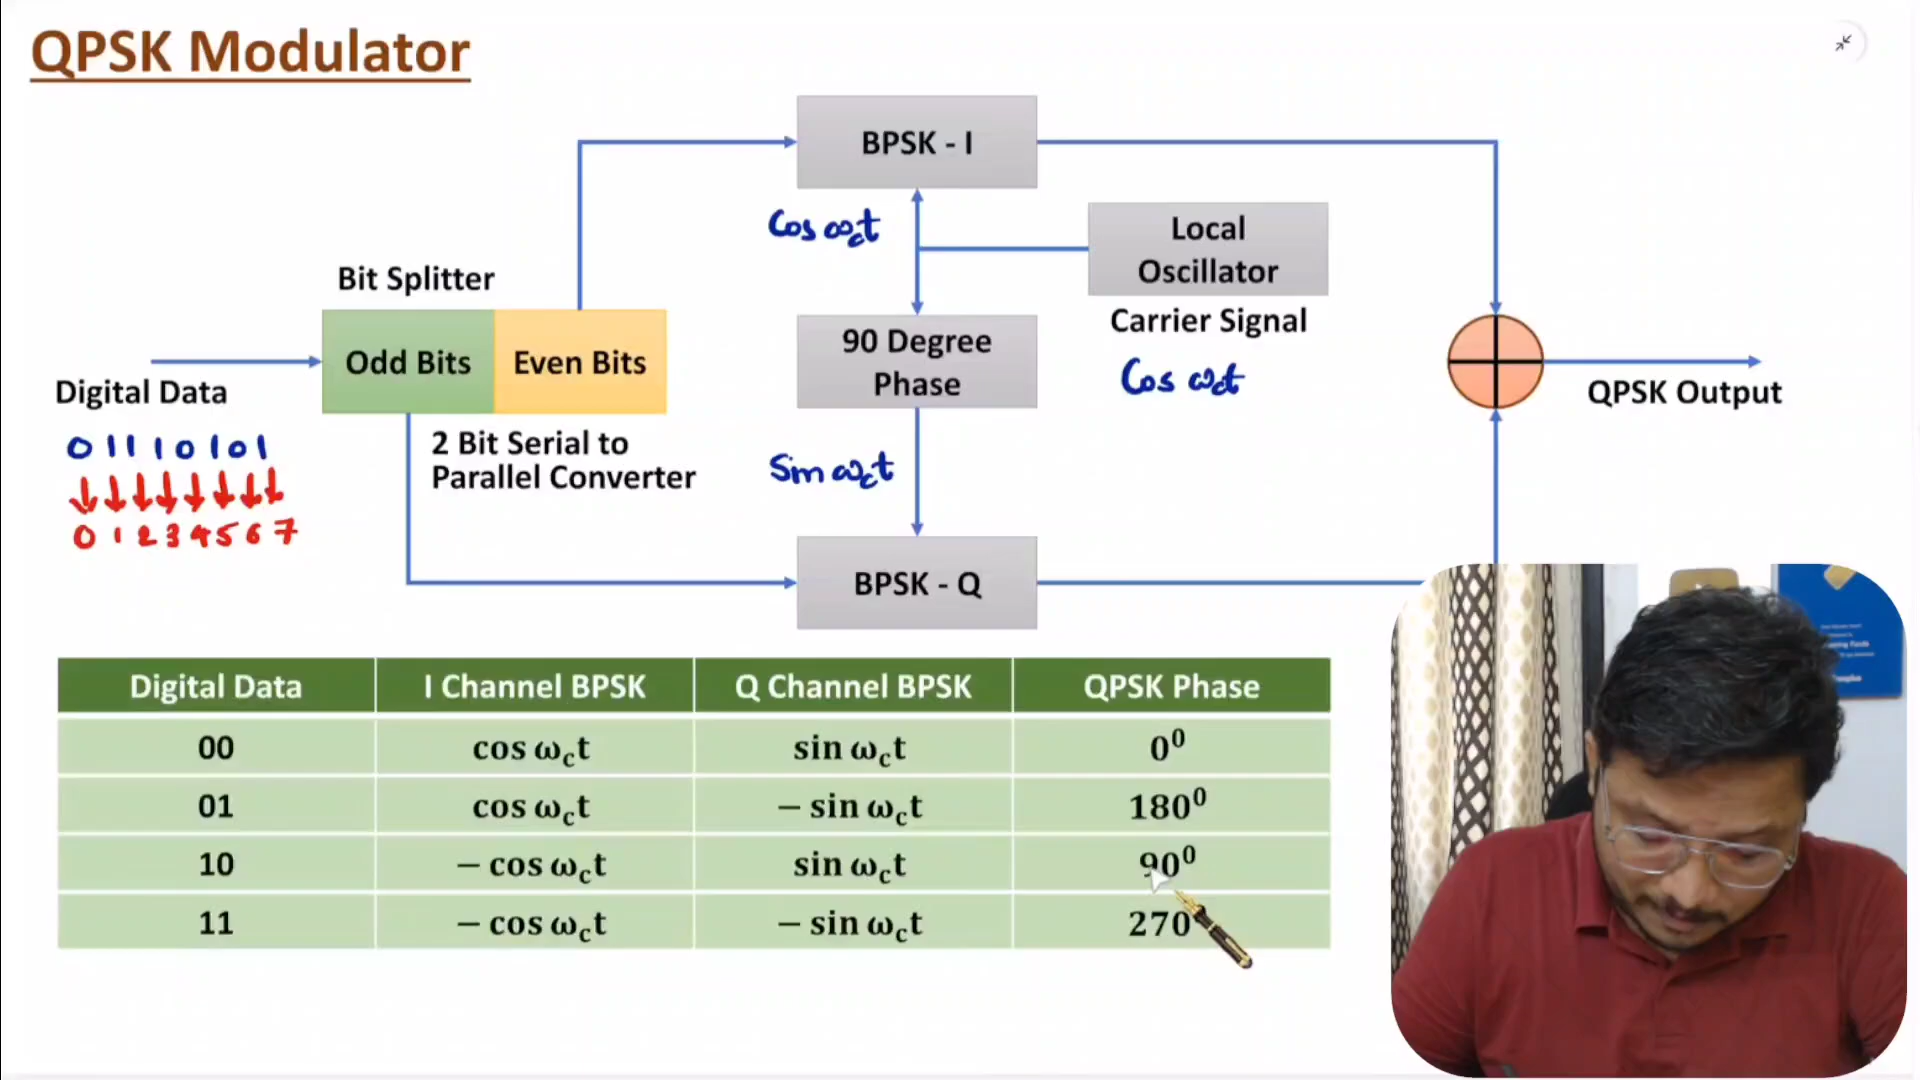 QPSK Modulator
BPSK - I
Cos ωct
Local
Oscillator
Bit Splitter
Carrier Signal
Odd Bits
Even Bits
90 Degree
Phase
Cos ωct
Digital Data
QPSK Output
0 1 1 1 0 1 0 1
2 Bit Serial to
Parallel Converter
Sin ωct
0 1 2 3 4 5 6 7
BPSK - Q
Digital Data I Channel BPSK Q Channel BPSK QPSK Phase
00 cos ωct sin ωct 0⁰
01 cos ωct − sin ωct 180⁰
10 − cos ωct sin ωct 90⁰
11 − cos ωct − sin ωct 270